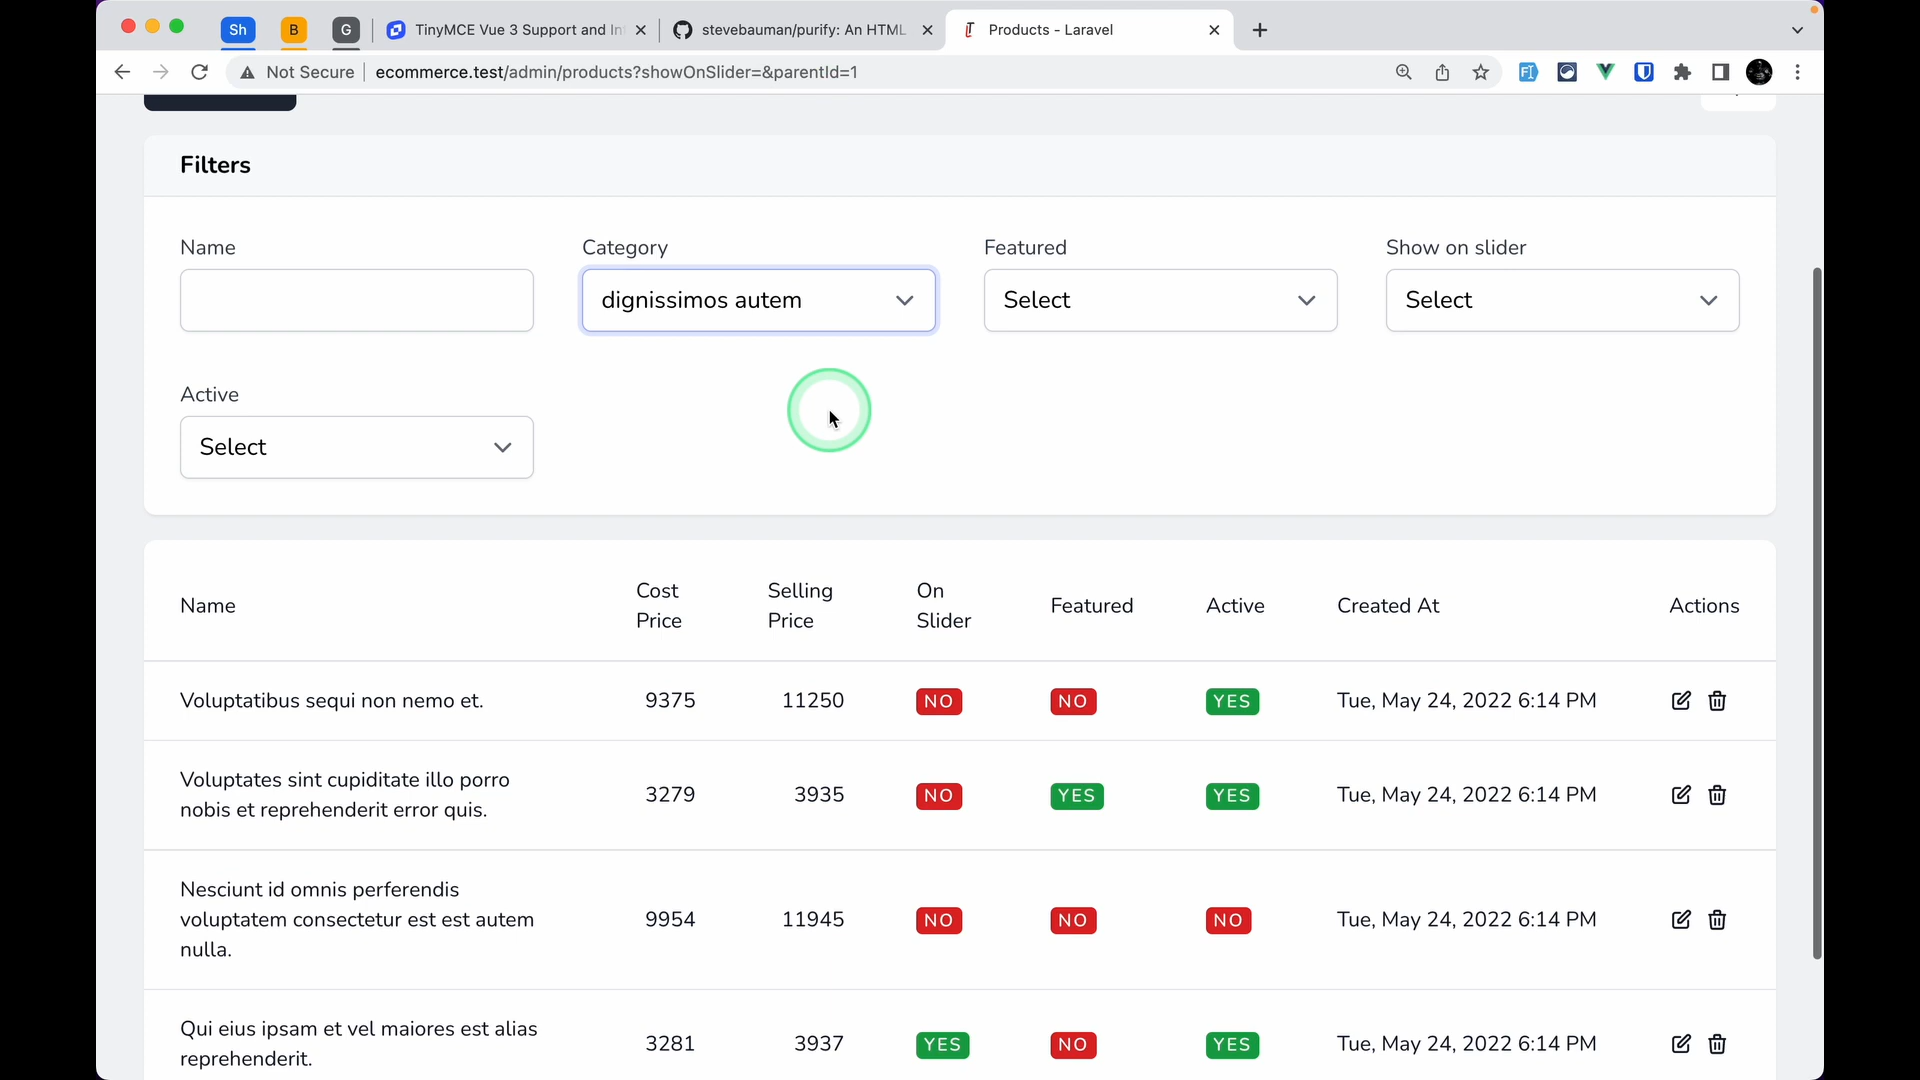 Sh
B
G
TinyMCE Vue 3 Support and In
stevebauman/purify: An HTML
Products - Laravel
Not Secure
ecommerce.test/admin/products?showOnSlider=&parentId=1
Filters
Name
Category
Featured
Show on slider
dignissimos autem
Select
Select
Active
Select
Name
Cost Price
Selling Price
On Slider
Featured
Active
Created At
Actions
Voluptatibus sequi non nemo et.
9375
11250
NO
NO
YES
Tue, May 24, 2022 6:14 PM
Voluptates sint cupiditate illo porro
nobis et reprehenderit error quis.
3279
3935
NO
YES
YES
Tue, May 24, 2022 6:14 PM
Nesciunt id omnis perferendis
voluptatem consectetur est est autem
nulla.
9954
11945
NO
NO
NO
Tue, May 24, 2022 6:14 PM
Qui eius ipsam et vel maiores est alias
reprehenderit.
3281
3937
YES
NO
YES
Tue, May 24, 2022 6:14 PM